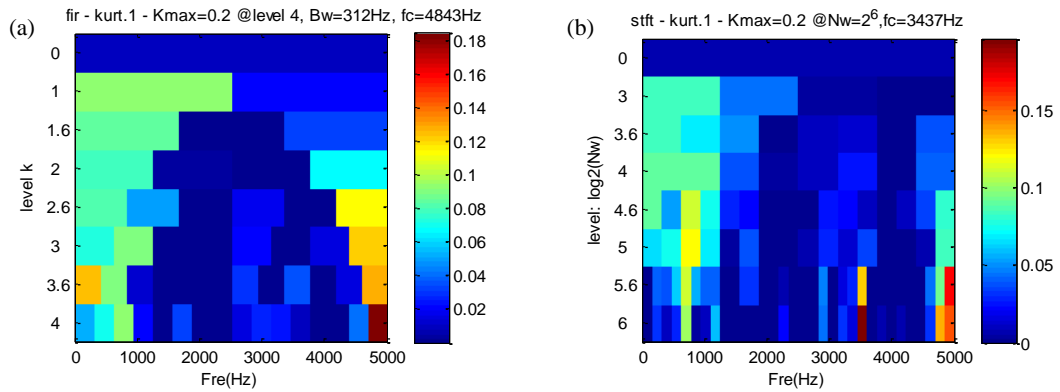 (a)
fir - kurt.1 - Kmax=0.2 @level 4, Bw=312Hz, fc=4843Hz
level k
0
1
1.6
2
2.6
3
3.6
4
0 1000 2000 3000 4000 5000
Fre(Hz)
0.18
0.16
0.14
0.12
0.10
0.08
0.06
0.04
0.02
(b)
stft - kurt.1 - Kmax=0.2 @Nw=2^6,fc=3437Hz
level: log2(Nw)
0
3
3.6
4
4.6
5
5.6
6
0 1000 2000 3000 4000 5000
Fre(Hz)
0.15
0.10
0.05
0